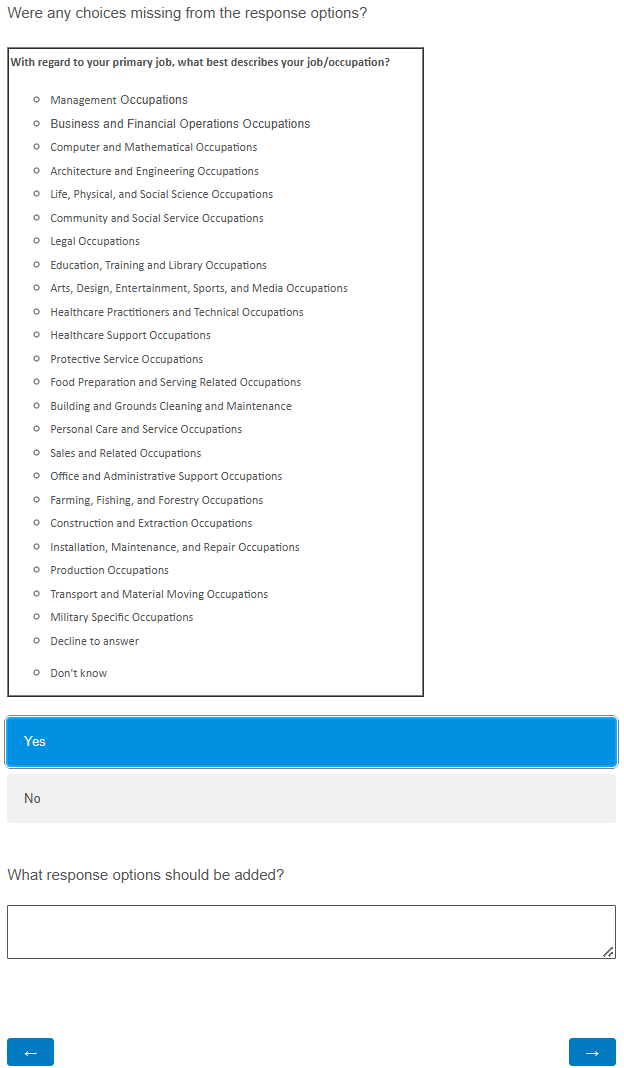 Were any choices missing from the response options?
With regard to your primary job, what best describes your job/occupation?
Management Occupations
Business and Financial Operations Occupations
Computer and Mathematical Occupations
Architecture and Engineering Occupations
Life, Physical, and Social Science Occupations
Community and Social Service Occupations
Legal Occupations
Education, Training and Library Occupations
Arts, Design, Entertainment, Sports, and Media Occupations
Healthcare Practitioners and Technical Occupations
Healthcare Support Occupations
Protective Service Occupations
Food Preparation and Serving Related Occupations
Building and Grounds Cleaning and Maintenance
Personal Care and Service Occupations
Sales and Related Occupations
Office and Administrative Support Occupations
Farming, Fishing, and Forestry Occupations
Construction and Extraction Occupations
Installation, Maintenance, and Repair Occupations
Production Occupations
Transport and Material Moving Occupations
Military Specific Occupations
Decline to answer
Don't know
Yes
No
What response options should be added?
← →